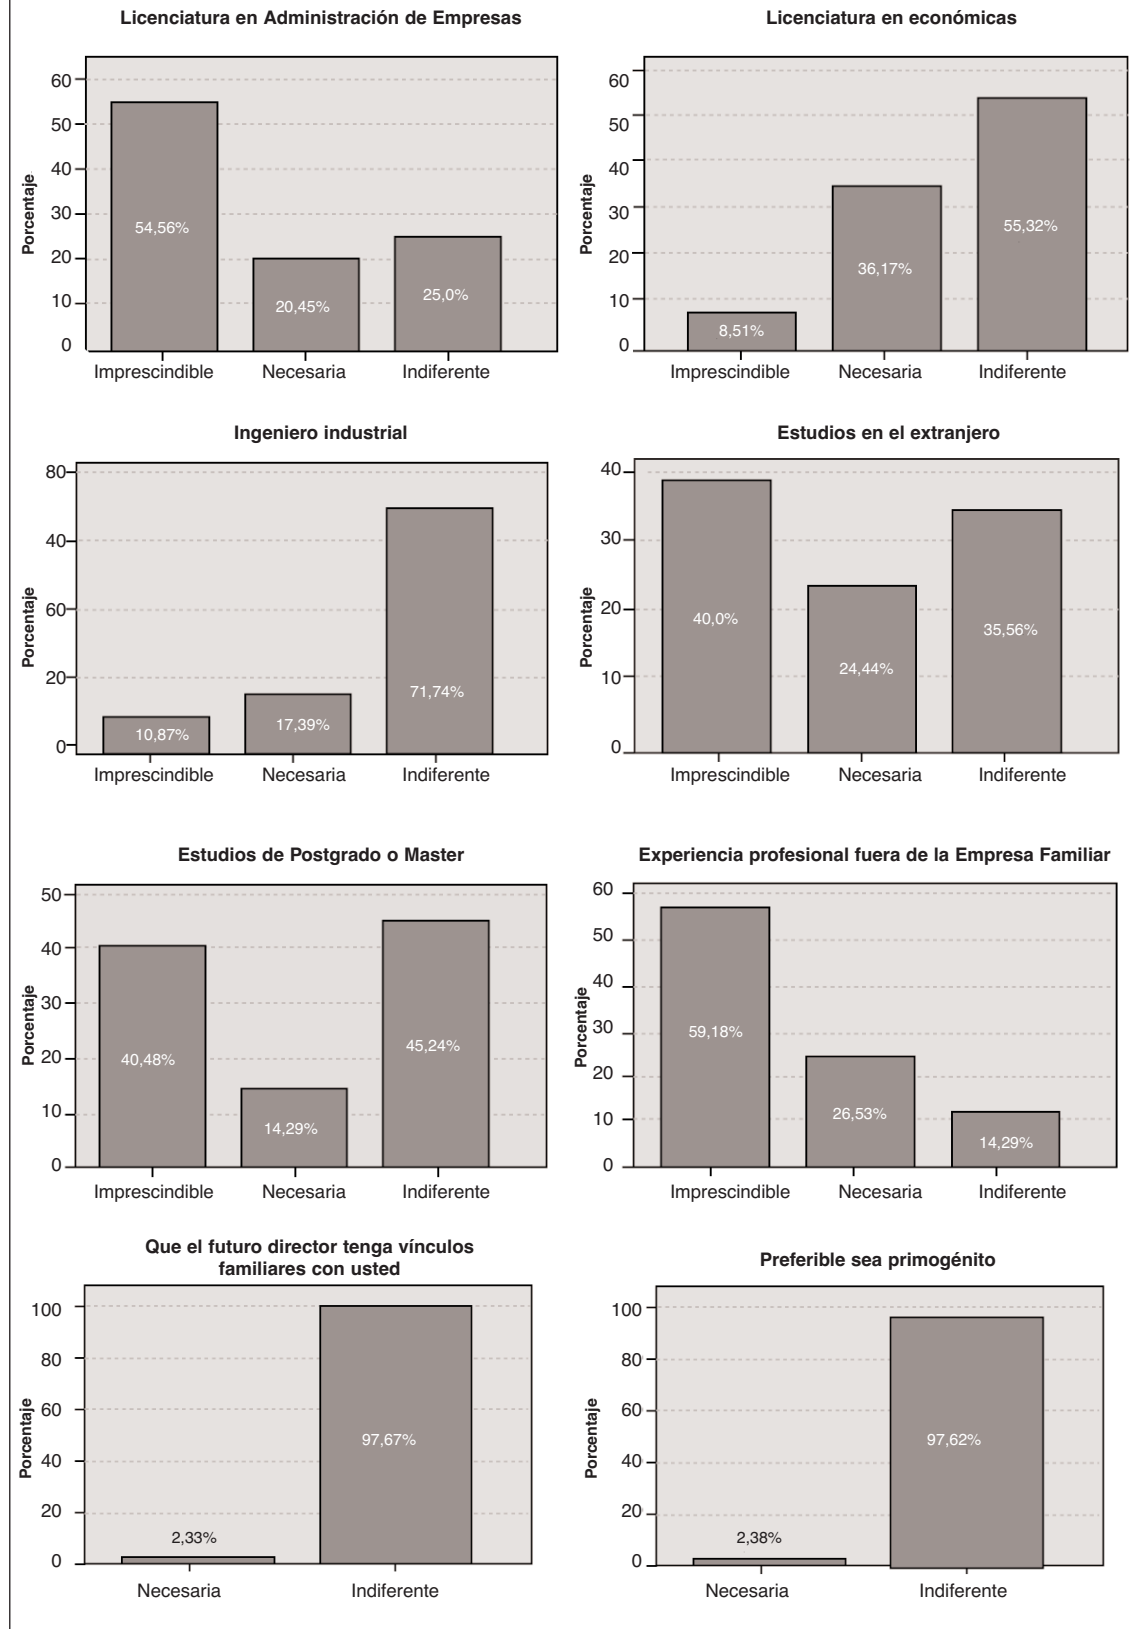 Licenciatura en Administración de Empresas
Porcentaje
60
50
40
30
20
10
0
54,56%
20,45%
25,0%
Imprescindible Necesaria Indiferente
Licenciatura en económicas
Porcentaje
60
50
40
30
20
10
0
8,51%
36,17%
55,32%
Imprescindible Necesaria Indiferente
Ingeniero industrial
Porcentaje
80
40
60
20
0
10,87%
17,39%
71,74%
Imprescindible Necesaria Indiferente
Estudios en el extranjero
Porcentaje
40
30
20
10
0
40,0%
24,44%
35,56%
Imprescindible Necesaria Indiferente
Estudios de Postgrado o Master
Porcentaje
50
40
30
20
10
0
40,48%
14,29%
45,24%
Imprescindible Necesaria Indiferente
Experiencia profesional fuera de la Empresa Familiar
Porcentaje
60
50
40
30
20
10
0
59,18%
26,53%
14,29%
Imprescindible Necesaria Indiferente
Que el futuro director tenga vínculos
familiares con usted
Porcentaje
100
80
60
40
20
0
2,33%
97,67%
Necesaria Indiferente
Preferible sea primogénito
Porcentaje
100
80
60
40
20
0
2,38%
97,62%
Necesaria Indiferente